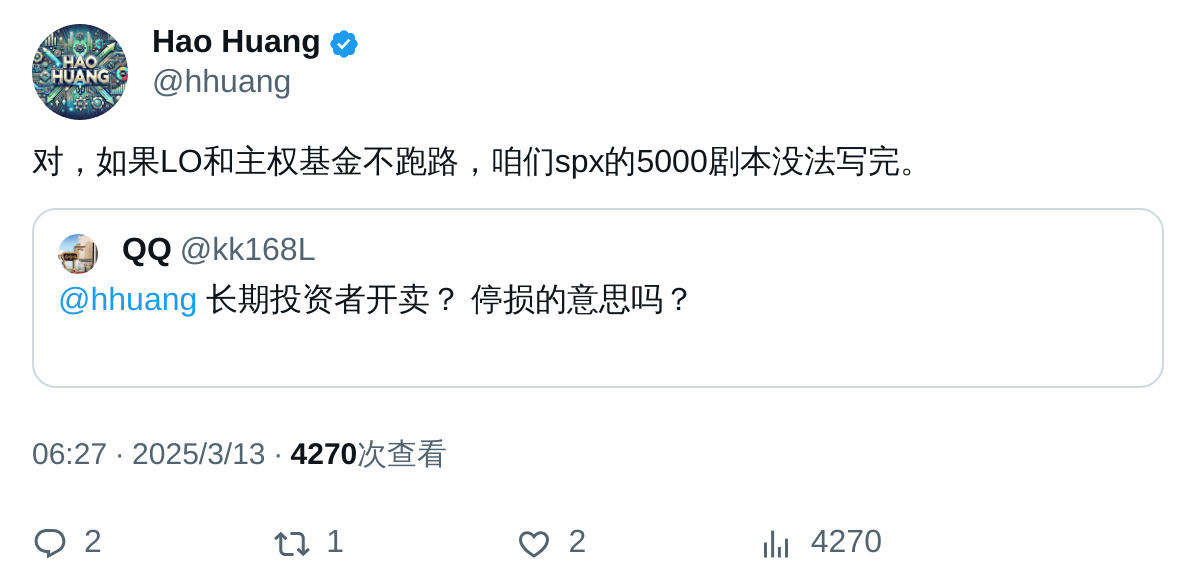 HAO
HUANG
Hao Huang
@hhuang
对，如果LO和主权基金不跑路，咱们spx的5000剧本没法写完。
QQ @kk168L
@hhuang 长期投资者开卖？ 停损的意思吗？
06:27 · 2025/3/13 · 4270次查看
2 1 2 4270